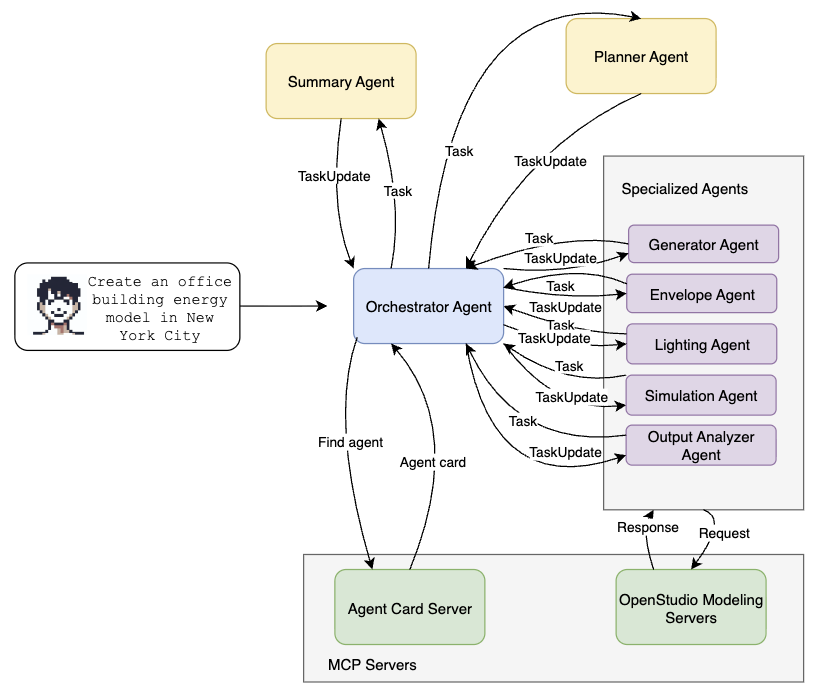 Summary Agent
Planner Agent
Task
TaskUpdate
TaskUpdate
Task
Specialized Agents
Create an office
building energy
model in New
York City
Orchestrator Agent
Task
Generator Agent
TaskUpdate
Task
Envelope Agent
TaskUpdate
Task
TaskUpdate
Lighting Agent
Task
Simulation Agent
TaskUpdate
Task
Output Analyzer
Agent
TaskUpdate
Find agent
Agent card
Response
Request
Agent Card Server
OpenStudio Modeling
Servers
MCP Servers